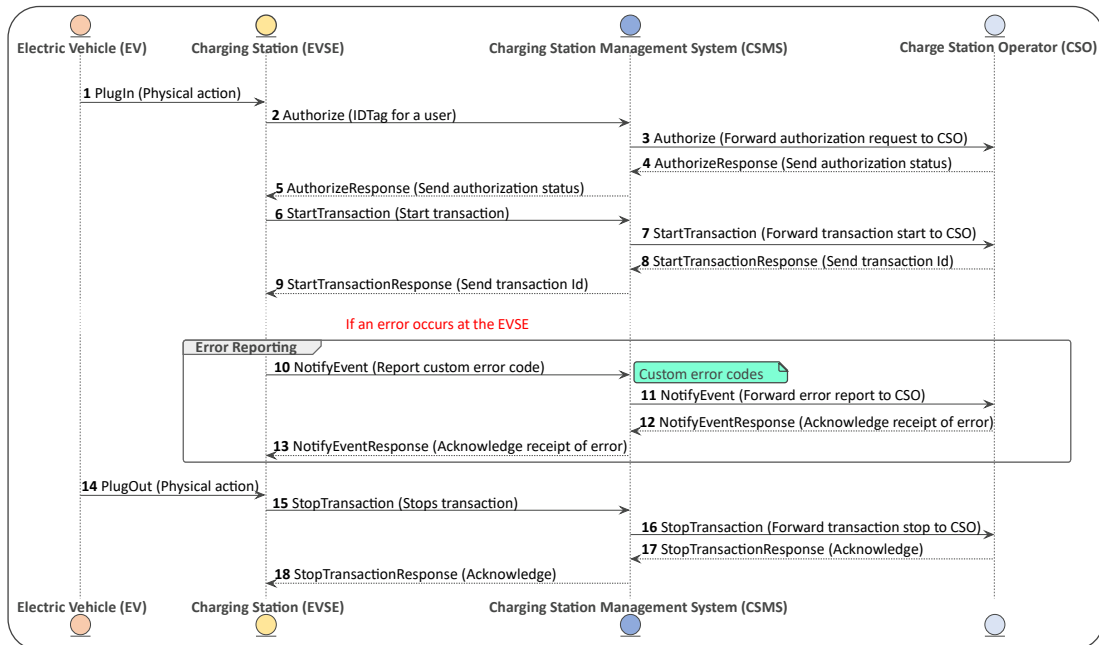 Electric Vehicle (EV)
Charging Station (EVSE)
Charging Station Management System (CSMS)
Charge Station Operator (CSO)
1 PlugIn (Physical action)
2 Authorize (IDTag for a user)
3 Authorize (Forward authorization request to CSO)
4 AuthorizeResponse (Send authorization status)
5 AuthorizeResponse (Send authorization status)
6 StartTransaction (Start transaction)
7 StartTransaction (Forward transaction start to CSO)
8 StartTransactionResponse (Send transaction Id)
9 StartTransactionResponse (Send transaction Id)
If an error occurs at the EVSE
Error Reporting
10 NotifyEvent (Report custom error code)
Custom error codes
11 NotifyEvent (Forward error report to CSO)
12 NotifyEventResponse (Acknowledge receipt of error)
13 NotifyEventResponse (Acknowledge receipt of error)
14 PlugOut (Physical action)
15 StopTransaction (Stops transaction)
16 StopTransaction (Forward transaction stop to CSO)
17 StopTransactionResponse (Acknowledge)
18 StopTransactionResponse (Acknowledge)
Electric Vehicle (EV)
Charging Station (EVSE)
Charging Station Management System (CSMS)
Charge Station Operator (CSO)